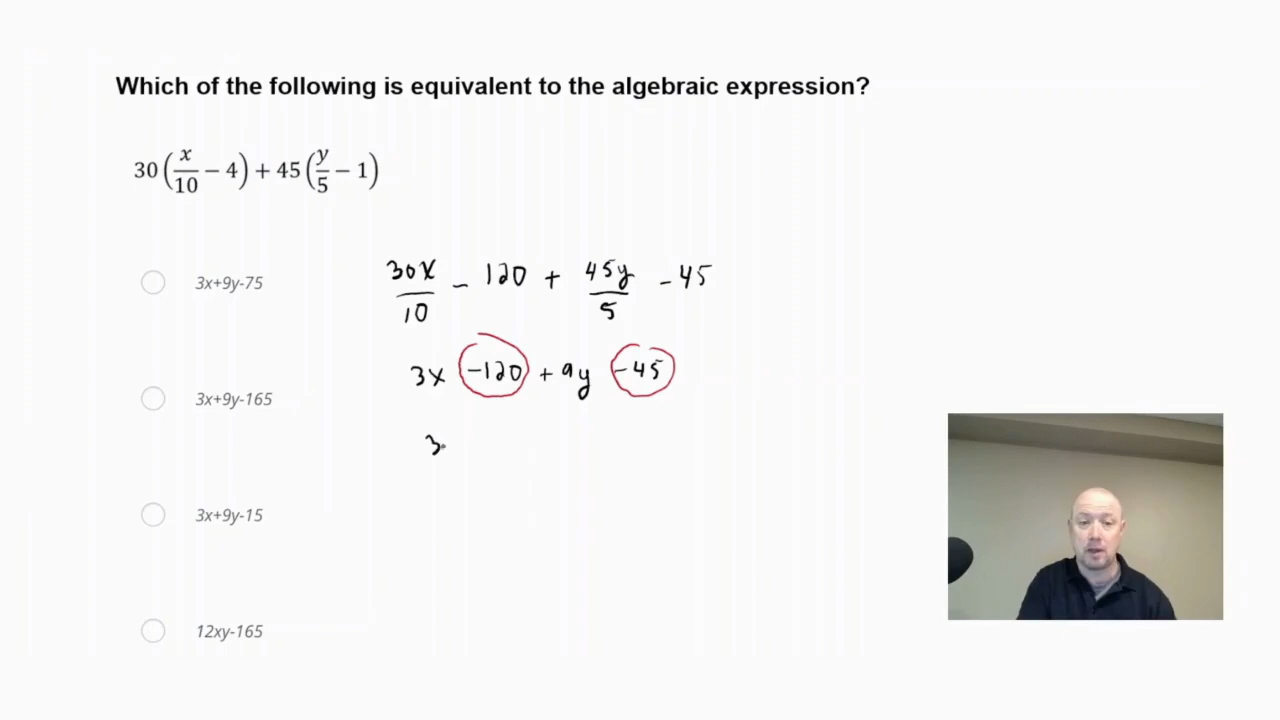 Which of the following is equivalent to the algebraic expression?
30(x/10 − 4) + 45(y/5 − 1)
30x/10 - 120 + 45y/5 - 45
3x+9y-75
3x -120 + 9y -45
3x+9y-165
3
3x+9y-15
12xy-165